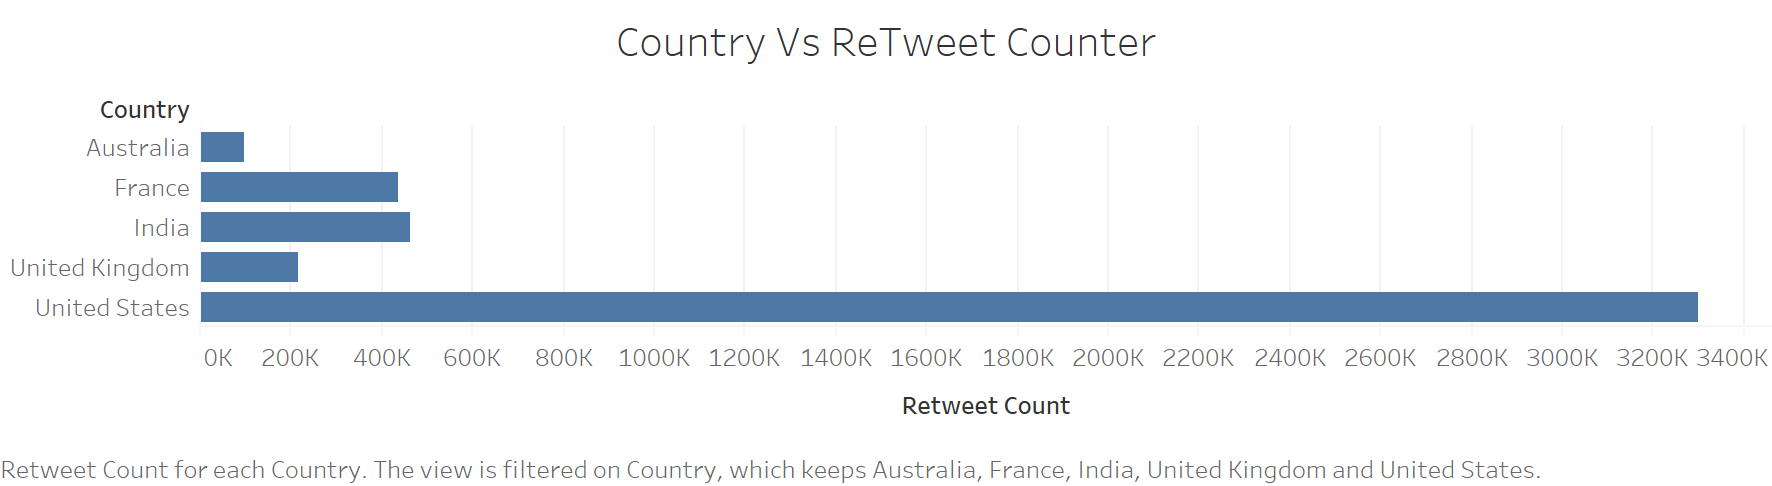 Country Vs ReTweet Counter
Country
Australia
France
India
United Kingdom
United States
0K 200K 400K 600K 800K 1000K 1200K 1400K 1600K 1800K 2000K 2200K 2400K 2600K 2800K 3000K 3200K 3400K
Retweet Count
Retweet Count for each Country. The view is filtered on Country, which keeps Australia, France, India, United Kingdom and United States.